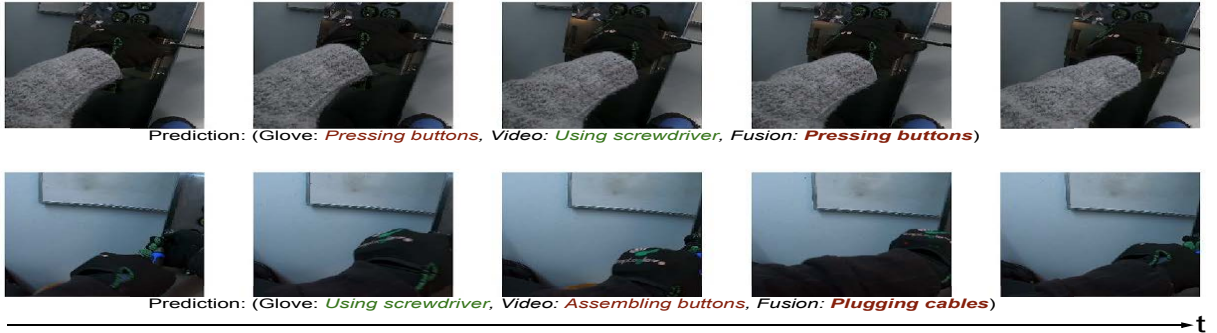 Prediction: (Glove: Pressing buttons, Video: Using screwdriver, Fusion: Pressing buttons)
Prediction: (Glove: Using screwdriver, Video: Assembling buttons, Fusion: Plugging cables)
t